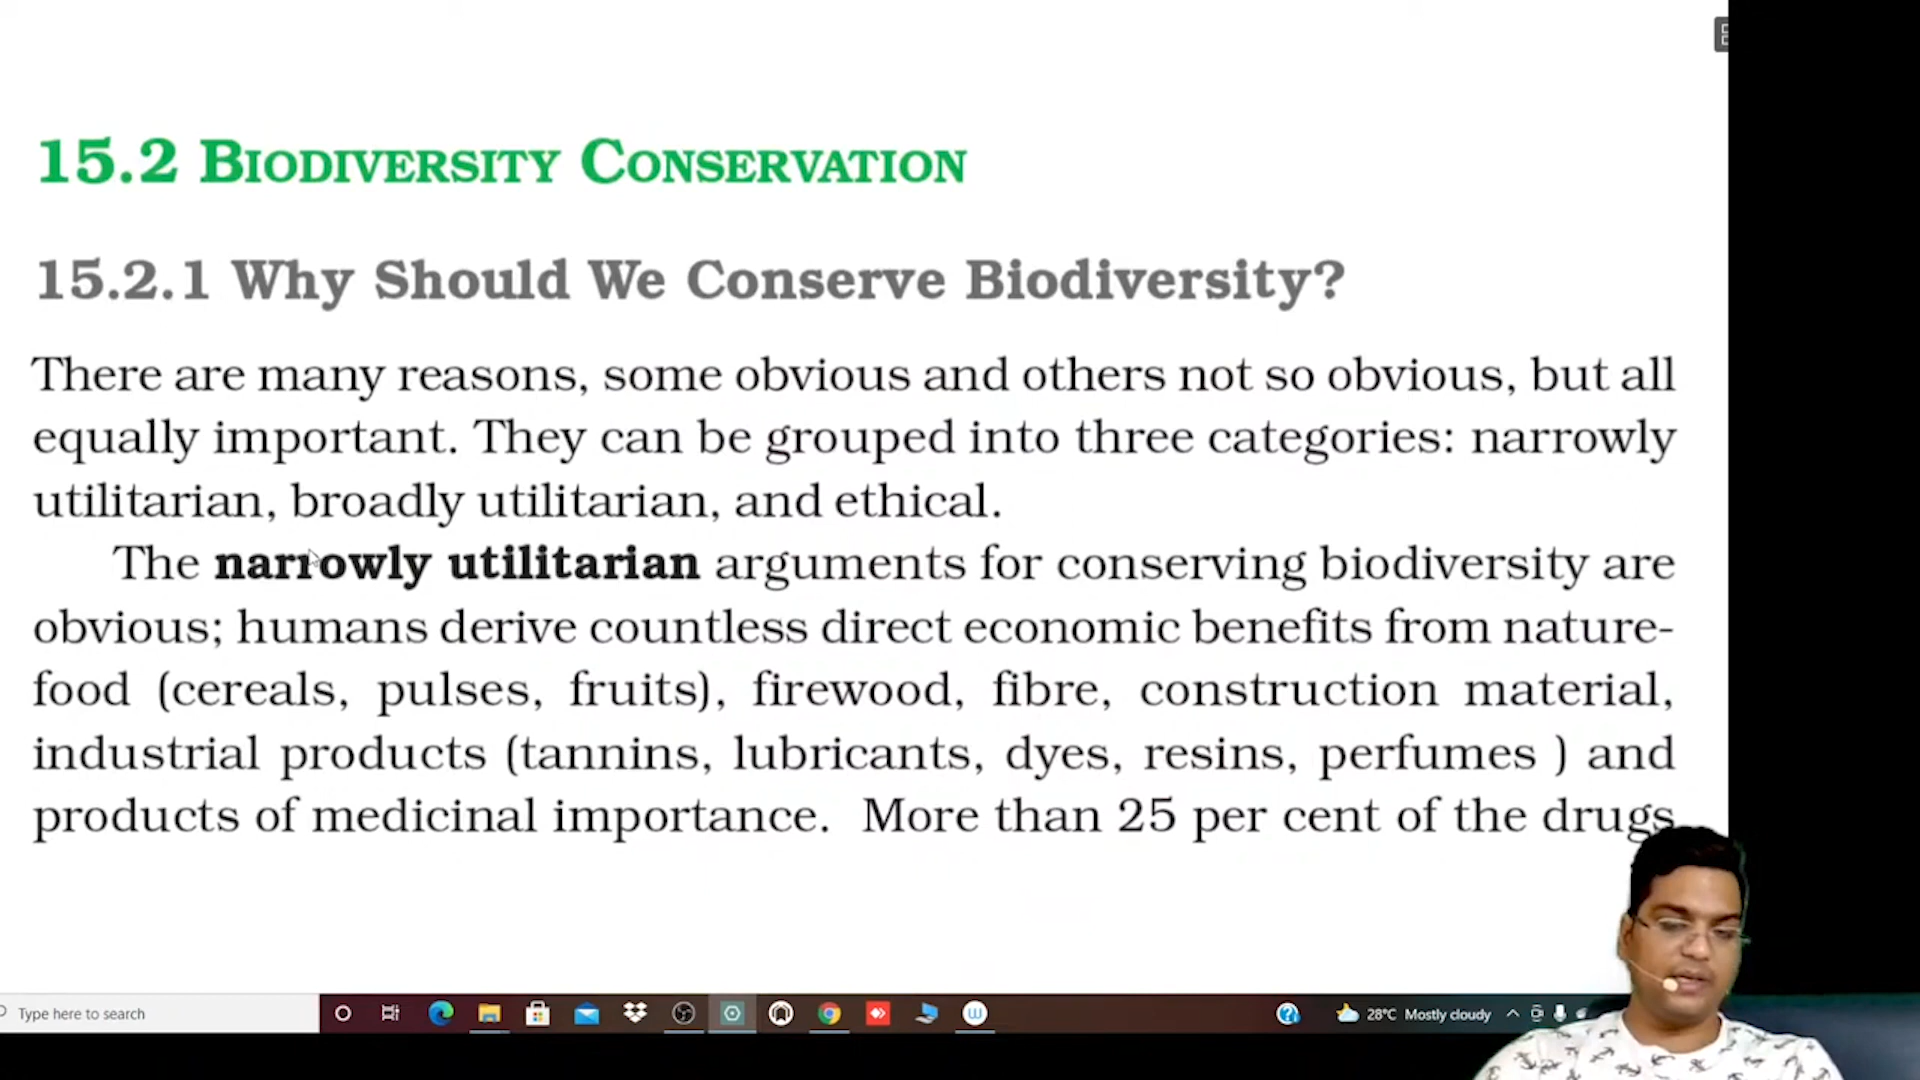 15.2 BIODIVERSITY CONSERVATION
15.2.1 Why Should We Conserve Biodiversity?
There are many reasons, some obvious and others not so obvious, but all
equally important. They can be grouped into three categories: narrowly
utilitarian, broadly utilitarian, and ethical.
The narrowly utilitarian arguments for conserving biodiversity are
obvious; humans derive countless direct economic benefits from nature-
food (cereals, pulses, fruits), firewood, fibre, construction material,
industrial products (tannins, lubricants, dyes, resins, perfumes ) and
products of medicinal importance. More than 25 per cent of the drugs
Type here to search
28°C Mostly cloudy